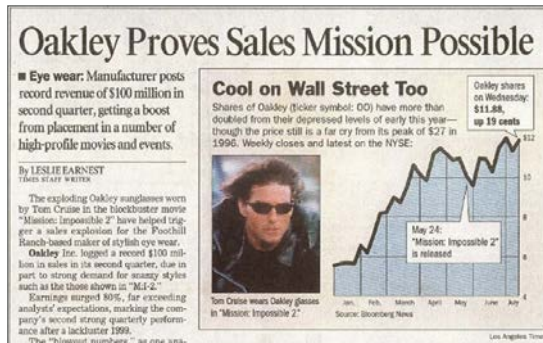 Oakley Proves Sales Mission Possible
■ Eye wear: Manufacturer posts
record revenue of $100 million in
second quarter, getting a boost
from placement in a number of
high-profile movies and events.
By LESLIE EARNEST
TIMES STAFF WRITER
The exploding Oakley sunglasses worn
by Tom Cruise in the blockbuster movie
"Mission: Impossible 2" have helped trig-
ger a sales explosion for the Foothill
Ranch-based maker of stylish eye wear.
Oakley Inc. logged a record $100 mil-
lion in sales in its second quarter, due in
part to strong demand for snazzy styles
such as those shown in "M:I-2."
Earnings surged 80%, far exceeding
analysts' expectations, marking the com-
pany's second strong quarterly perform-
ance after a lackluster 1999.
The "blowout numbers," as one ana-
Cool on Wall Street Too
Shares of Oakley (ticker symbol: OO) have more than
doubled from their depressed levels of early this year—
though the price still is a far cry from its peak of $27 in
1996. Weekly closes and latest on the NYSE:
Oakley shares
on Wednesday:
$11.88,
up 19 cents
$12
10
8
6
4
May 24:
"Mission: Impossible 2"
is released
Jan. Feb. March April May June July
Tom Cruise wears Oakley glasses
in "Mission: Impossible 2."
Source: Bloomberg News
Los Angeles Times